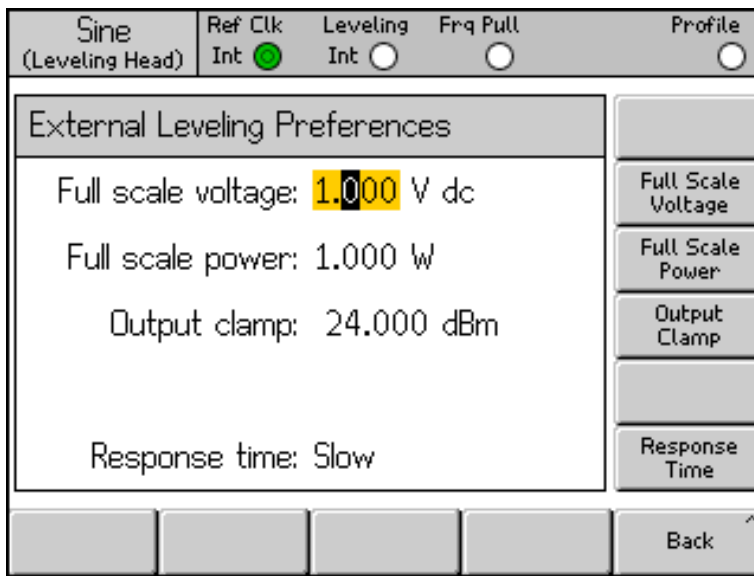 Sine
(Leveling Head)
Ref Clk
Int
Leveling
Int
Frq Pull
Profile
External Leveling Preferences
Full scale voltage: 1.000 V dc
Full scale power: 1.000 W
Output clamp: 24.000 dBm
Response time: Slow
Full Scale
Voltage
Full Scale
Power
Output
Clamp
Response
Time
Back